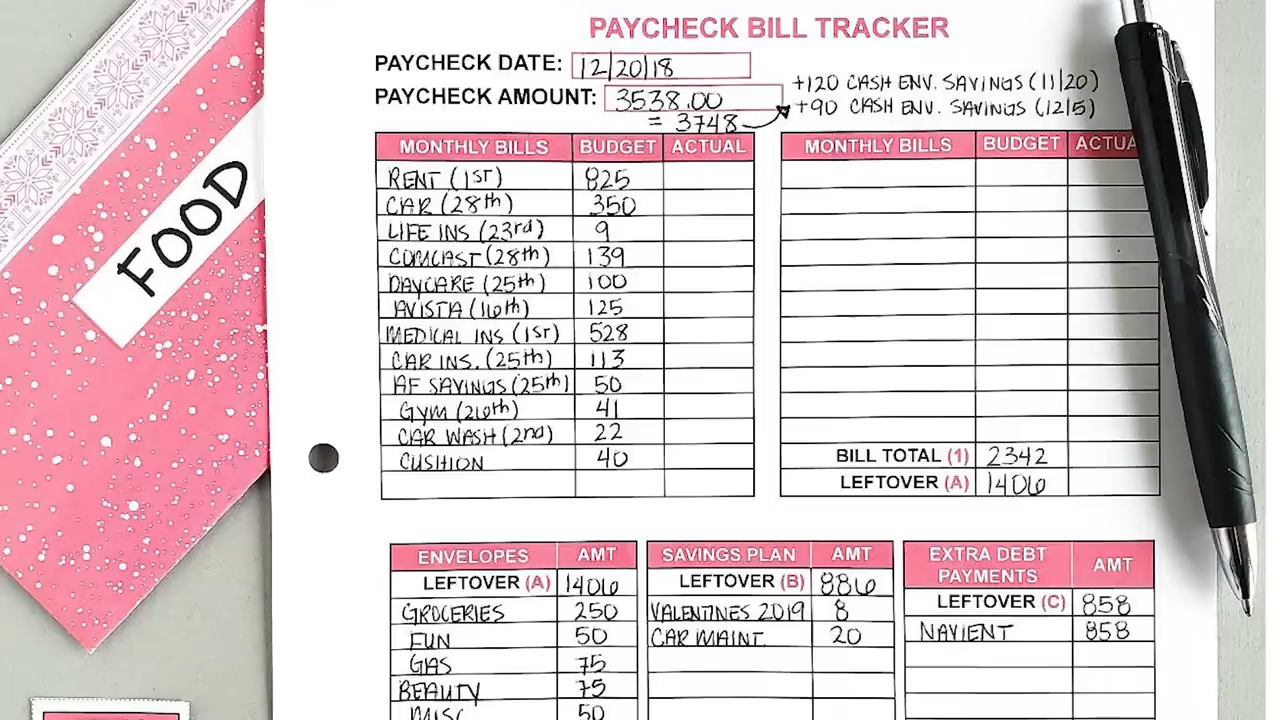 FOOD
PAYCHECK BILL TRACKER
PAYCHECK DATE: 12/20/18
PAYCHECK AMOUNT: 3538.00
= 3748
+120 CASH ENV. SAVINGS (11/20)
+90 CASH ENV. SAVINGS (12/5)
MONTHLY BILLS BUDGET ACTUAL
RENT (1ST) 825
CAR (28th) 350
LIFE INS (23rd) 9
COMCAST (28th) 139
DAYCARE (25th) 100
AVISTA (16th) 125
MEDICAL INS (1ST) 528
CAR INS. (25th) 113
AF SAVINGS (25th) 50
GYM (26th) 41
CAR WASH (2nd) 22
CUSHION 40
MONTHLY BILLS BUDGET ACTUA
BILL TOTAL (1) 2342
LEFTOVER (A) 1406
ENVELOPES AMT
LEFTOVER (A) 1406
GROCERIES 250
FUN 50
GAS 75
BEAUTY 75
MISC 50
SAVINGS PLAN AMT
LEFTOVER (B) 886
VALENTINES 2019 8
CAR MAINT. 20
EXTRA DEBT
PAYMENTS AMT
LEFTOVER (C) 858
NAVIENT 858